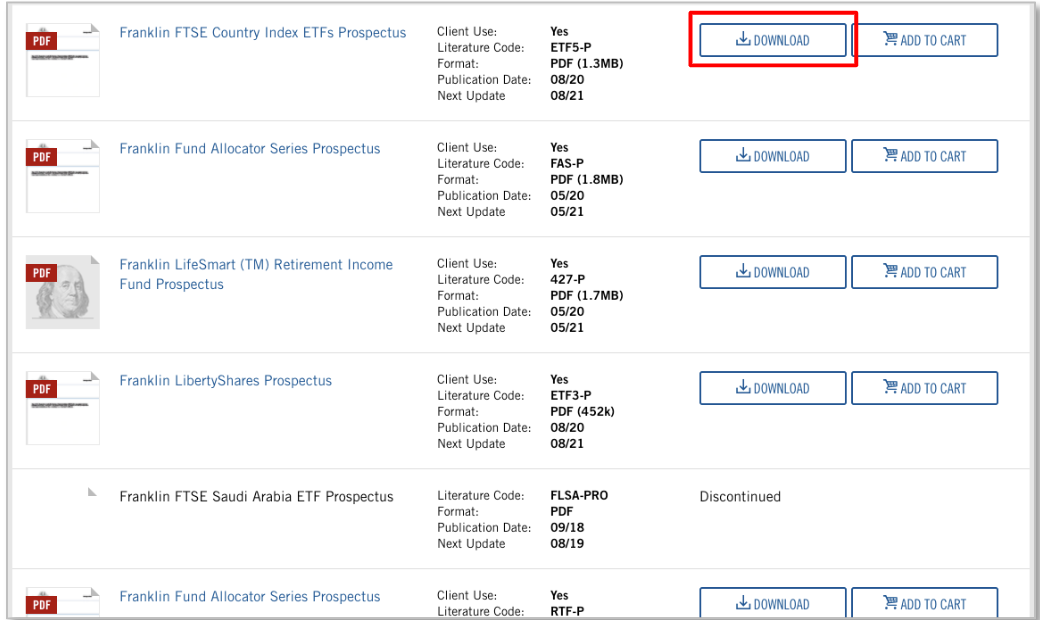 PDF
Franklin FTSE Country Index ETFs Prospectus
Client Use: Yes
Literature Code: ETF5-P
Format: PDF (1.3MB)
Publication Date: 08/20
Next Update 08/21
DOWNLOAD
ADD TO CART
PDF
Franklin Fund Allocator Series Prospectus
Client Use: Yes
Literature Code: FAS-P
Format: PDF (1.8MB)
Publication Date: 05/20
Next Update 05/21
DOWNLOAD
ADD TO CART
PDF
Franklin LifeSmart (TM) Retirement Income
Fund Prospectus
Client Use: Yes
Literature Code: 427-P
Format: PDF (1.7MB)
Publication Date: 05/20
Next Update 05/21
DOWNLOAD
ADD TO CART
PDF
Franklin LibertyShares Prospectus
Client Use: Yes
Literature Code: ETF3-P
Format: PDF (452k)
Publication Date: 08/20
Next Update 08/21
DOWNLOAD
ADD TO CART
Franklin FTSE Saudi Arabia ETF Prospectus
Literature Code: FLSA-PRO
Format: PDF
Publication Date: 09/18
Next Update 08/19
Discontinued
PDF
Franklin Fund Allocator Series Prospectus
Client Use: Yes
Literature Code: RTF-P
DOWNLOAD
ADD TO CART